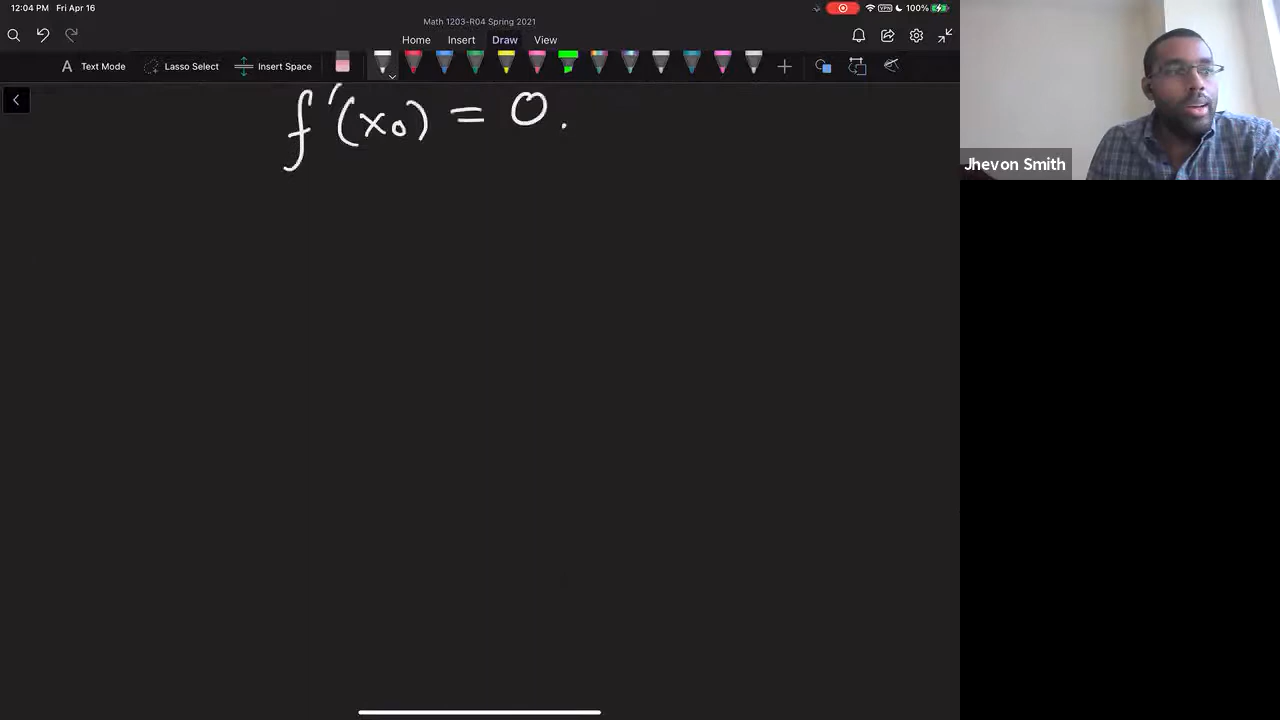 12:04 PM Fri Apr 16
VPN 100%
Math 1203-R04 Spring 2021
Home Insert Draw View
A Text Mode Lasso Select Insert Space
f'(x₀) = 0.
Jhevon Smith